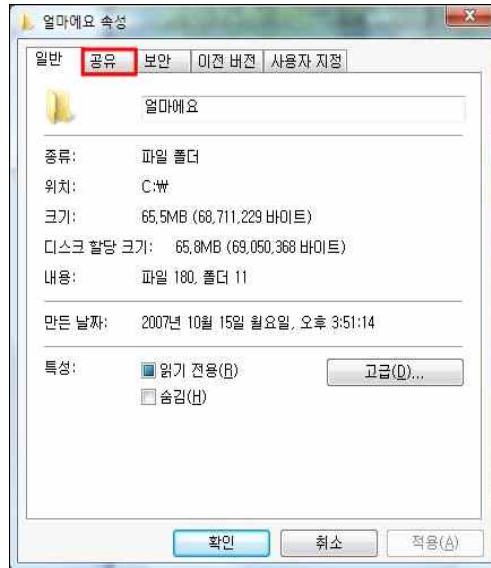 얼마에요 속성
일반 공유 보안 이전 버전 사용자 지정
얼마에요
종류: 파일 폴더
위치: C:₩
크기: 65,5MB (68,711,229 바이트)
디스크 할당 크기: 65,8MB (69,050,368 바이트)
내용: 파일 180, 폴더 11
만든 날짜: 2007년 10월 15일 월요일, 오후 3:51:14
특성: 읽기 전용(R) 고급(D)...
숨김(H)
확인 취소 적용(A)